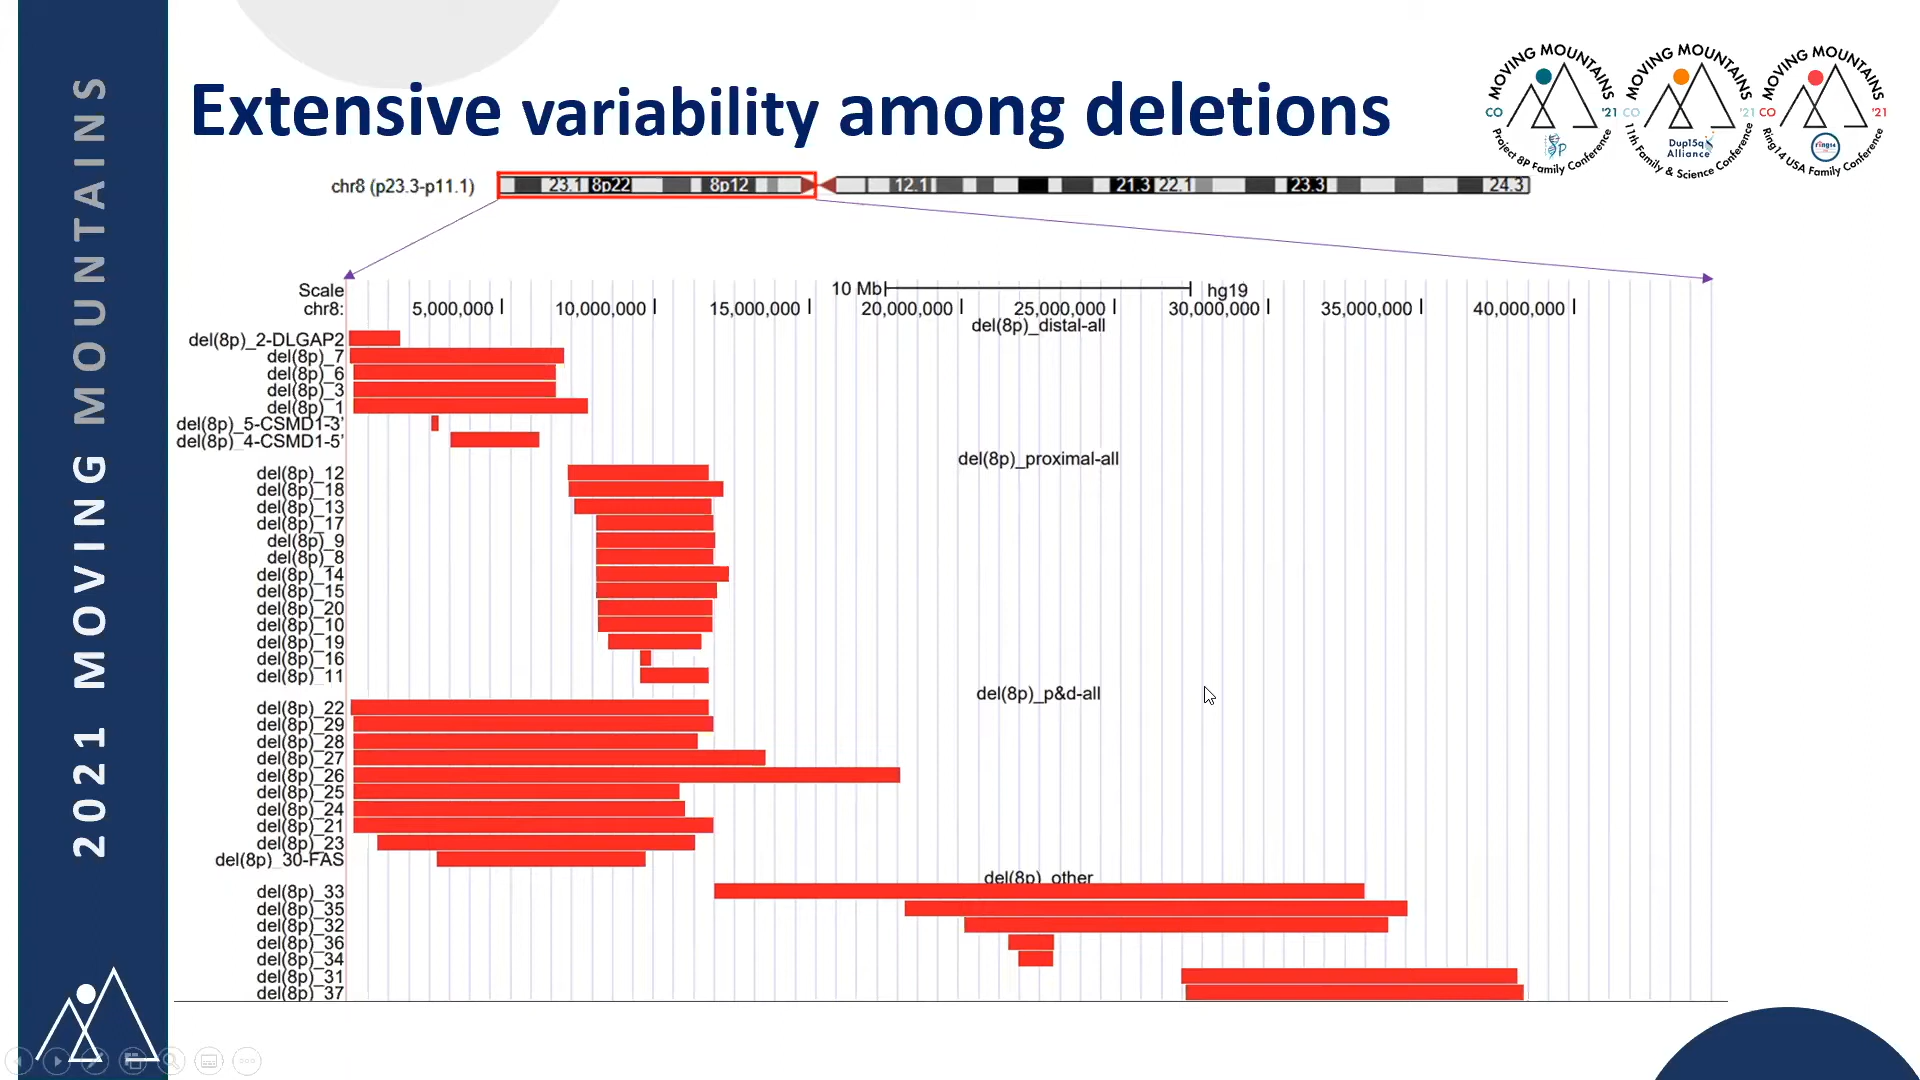 2021 MOVING MOUNTAINS
Extensive variability among deletions
MOVING MOUNTAINS
CO '21
Project 8P Family Conference
MOVING MOUNTAINS
CO '21
Dup15q
Alliance
11th Family & Science Conference
MOVING MOUNTAINS
CO '21
Ring14 USA Family Conference
chr8 (p23.3-p11.1) 23.1 8p22 8p12 12.1 21.3 22.1 23.3 24.3
Scale 10 Mb hg19
chr8: 5,000,000 10,000,000 15,000,000 20,000,000 25,000,000 30,000,000 35,000,000 40,000,000
del(8p)_distal-all
del(8p)_2-DLGAP2
del(8p)_7
del(8p)_6
del(8p)_3
del(8p)_1
del(8p)_5-CSMD1-3'
del(8p)_4-CSMD1-5'
del(8p)_proximal-all
del(8p)_12
del(8p)_18
del(8p)_13
del(8p)_17
del(8p)_9
del(8p)_8
del(8p)_14
del(8p)_15
del(8p)_20
del(8p)_10
del(8p)_19
del(8p)_16
del(8p)_11
del(8p)_p&d-all
del(8p)_22
del(8p)_29
del(8p)_28
del(8p)_27
del(8p)_26
del(8p)_25
del(8p)_24
del(8p)_21
del(8p)_23
del(8p)_30-FAS
del(8p)_other
del(8p)_33
del(8p)_35
del(8p)_32
del(8p)_36
del(8p)_34
del(8p)_31
del(8p)_37